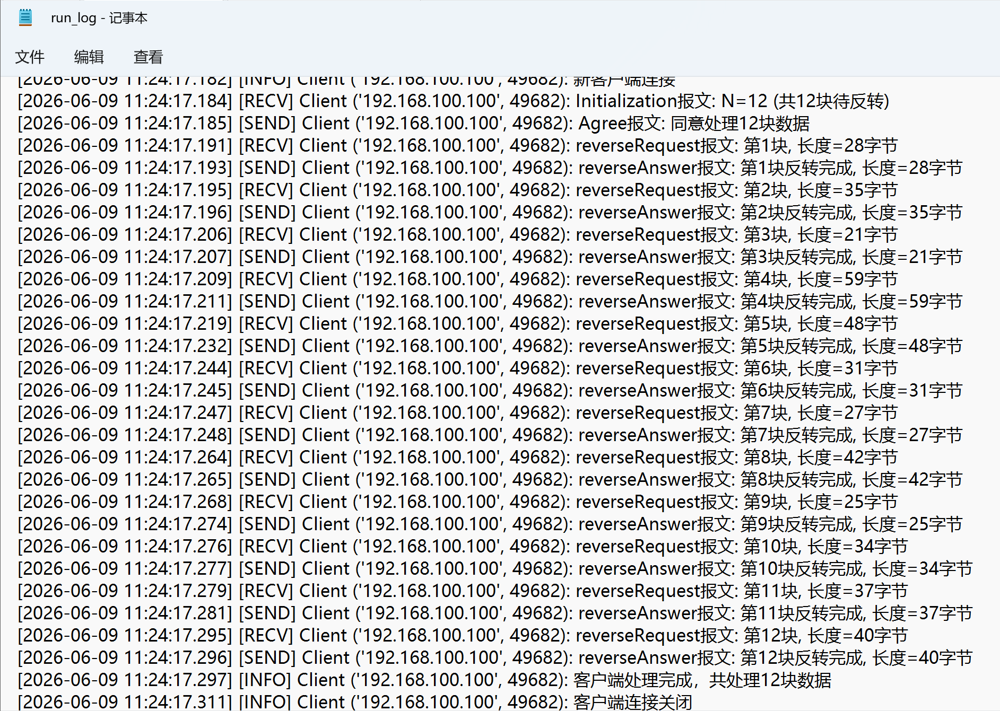 run_log - 记事本
文件 编辑 查看
[2026-06-09 11:24:17.182] [INFO] Client ('192.168.100.100', 49682): 新客户端连接
[2026-06-09 11:24:17.184] [RECV] Client ('192.168.100.100', 49682): Initialization报文: N=12 (共12块待反转)
[2026-06-09 11:24:17.185] [SEND] Client ('192.168.100.100', 49682): Agree报文: 同意处理12块数据
[2026-06-09 11:24:17.191] [RECV] Client ('192.168.100.100', 49682): reverseRequest报文: 第1块, 长度=28字节
[2026-06-09 11:24:17.193] [SEND] Client ('192.168.100.100', 49682): reverseAnswer报文: 第1块反转完成, 长度=28字节
[2026-06-09 11:24:17.195] [RECV] Client ('192.168.100.100', 49682): reverseRequest报文: 第2块, 长度=35字节
[2026-06-09 11:24:17.196] [SEND] Client ('192.168.100.100', 49682): reverseAnswer报文: 第2块反转完成, 长度=35字节
[2026-06-09 11:24:17.206] [RECV] Client ('192.168.100.100', 49682): reverseRequest报文: 第3块, 长度=21字节
[2026-06-09 11:24:17.207] [SEND] Client ('192.168.100.100', 49682): reverseAnswer报文: 第3块反转完成, 长度=21字节
[2026-06-09 11:24:17.209] [RECV] Client ('192.168.100.100', 49682): reverseRequest报文: 第4块, 长度=59字节
[2026-06-09 11:24:17.211] [SEND] Client ('192.168.100.100', 49682): reverseAnswer报文: 第4块反转完成, 长度=59字节
[2026-06-09 11:24:17.219] [RECV] Client ('192.168.100.100', 49682): reverseRequest报文: 第5块, 长度=48字节
[2026-06-09 11:24:17.232] [SEND] Client ('192.168.100.100', 49682): reverseAnswer报文: 第5块反转完成, 长度=48字节
[2026-06-09 11:24:17.244] [RECV] Client ('192.168.100.100', 49682): reverseRequest报文: 第6块, 长度=31字节
[2026-06-09 11:24:17.245] [SEND] Client ('192.168.100.100', 49682): reverseAnswer报文: 第6块反转完成, 长度=31字节
[2026-06-09 11:24:17.247] [RECV] Client ('192.168.100.100', 49682): reverseRequest报文: 第7块, 长度=27字节
[2026-06-09 11:24:17.248] [SEND] Client ('192.168.100.100', 49682): reverseAnswer报文: 第7块反转完成, 长度=27字节
[2026-06-09 11:24:17.264] [RECV] Client ('192.168.100.100', 49682): reverseRequest报文: 第8块, 长度=42字节
[2026-06-09 11:24:17.265] [SEND] Client ('192.168.100.100', 49682): reverseAnswer报文: 第8块反转完成, 长度=42字节
[2026-06-09 11:24:17.268] [RECV] Client ('192.168.100.100', 49682): reverseRequest报文: 第9块, 长度=25字节
[2026-06-09 11:24:17.274] [SEND] Client ('192.168.100.100', 49682): reverseAnswer报文: 第9块反转完成, 长度=25字节
[2026-06-09 11:24:17.276] [RECV] Client ('192.168.100.100', 49682): reverseRequest报文: 第10块, 长度=34字节
[2026-06-09 11:24:17.277] [SEND] Client ('192.168.100.100', 49682): reverseAnswer报文: 第10块反转完成, 长度=34字节
[2026-06-09 11:24:17.279] [RECV] Client ('192.168.100.100', 49682): reverseRequest报文: 第11块, 长度=37字节
[2026-06-09 11:24:17.281] [SEND] Client ('192.168.100.100', 49682): reverseAnswer报文: 第11块反转完成, 长度=37字节
[2026-06-09 11:24:17.295] [RECV] Client ('192.168.100.100', 49682): reverseRequest报文: 第12块, 长度=40字节
[2026-06-09 11:24:17.296] [SEND] Client ('192.168.100.100', 49682): reverseAnswer报文: 第12块反转完成, 长度=40字节
[2026-06-09 11:24:17.297] [INFO] Client ('192.168.100.100', 49682): 客户端处理完成，共处理12块数据
[2026-06-09 11:24:17.311] [INFO] Client ('192.168.100.100', 49682): 客户端连接关闭